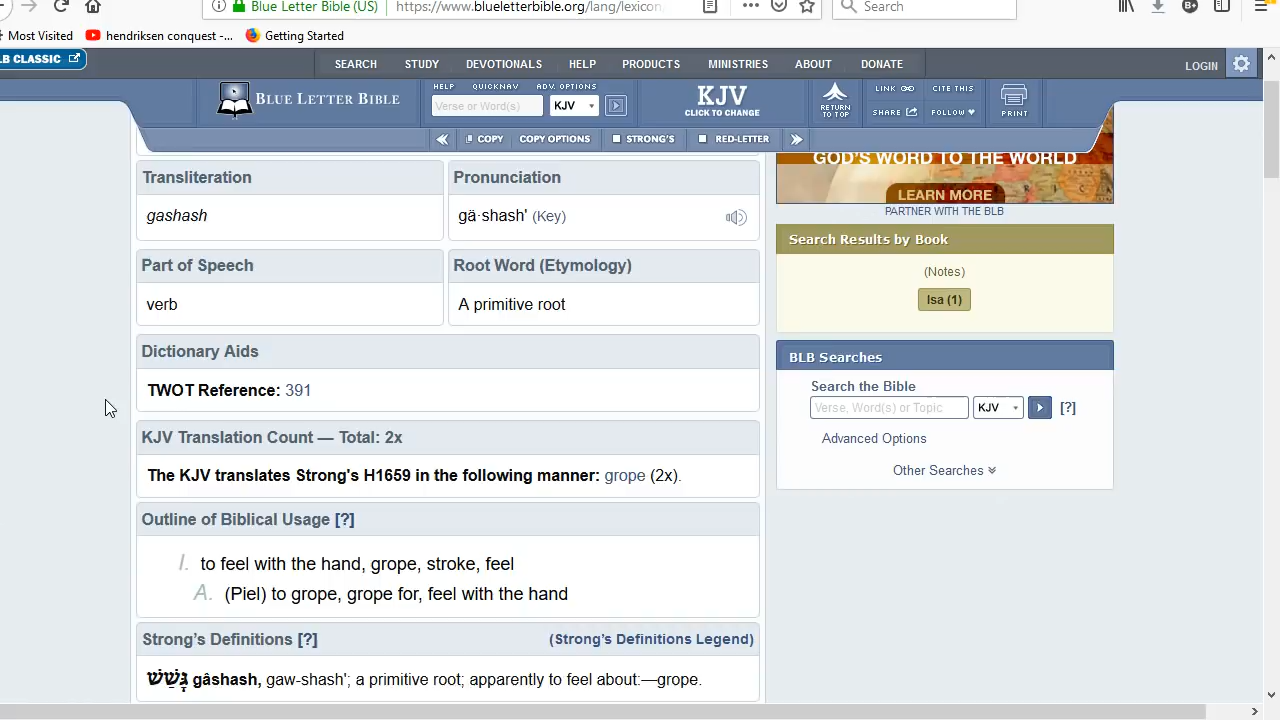 Blue Letter Bible (US)
https://www.blueletterbible.org/lang/lexicon
Search
Most Visited
hendriksen conquest -...
Getting Started
LB CLASSIC
SEARCH
STUDY
DEVOTIONALS
HELP
PRODUCTS
MINISTRIES
ABOUT
DONATE
LOGIN
BLUE LETTER BIBLE
HELP
QUICKNAV
ADV. OPTIONS
Verse or Word(s)
KJV
KJV
CLICK TO CHANGE
RETURN
TO TOP
LINK
CITE THIS
SHARE
FOLLOW
PRINT
COPY
COPY OPTIONS
STRONG'S
RED-LETTER
GOD'S WORD TO THE WORLD
LEARN MORE
PARTNER WITH THE BLB
Transliteration
gashash
Pronunciation
gä·shash' (Key)
Part of Speech
verb
Root Word (Etymology)
A primitive root
Dictionary Aids
TWOT Reference: 391
KJV Translation Count — Total: 2x
The KJV translates Strong's H1659 in the following manner: grope (2x).
Outline of Biblical Usage [?]
I. to feel with the hand, grope, stroke, feel
A. (Piel) to grope, grope for, feel with the hand
Strong's Definitions [?]
(Strong's Definitions Legend)
גָּשַׁשׁ gâshash, gaw-shash'; a primitive root; apparently to feel about:—grope.
Search Results by Book
(Notes)
Isa (1)
BLB Searches
Search the Bible
Verse, Word(s) or Topic
KJV
[?]
Advanced Options
Other Searches